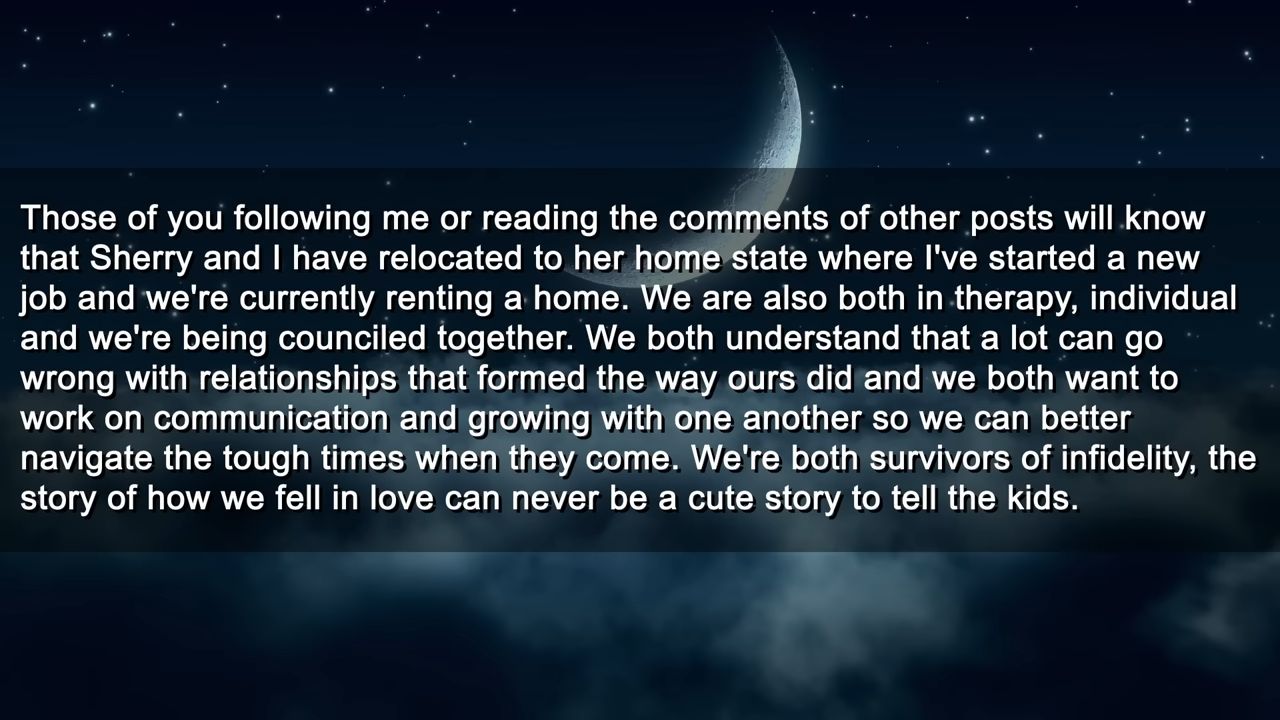 Those of you following me or reading the comments of other posts will know
that Sherry and I have relocated to her home state where I've started a new
job and we're currently renting a home. We are also both in therapy, individual
and we're being counciled together. We both understand that a lot can go
wrong with relationships that formed the way ours did and we both want to
work on communication and growing with one another so we can better
navigate the tough times when they come. We're both survivors of infidelity, the
story of how we fell in love can never be a cute story to tell the kids.